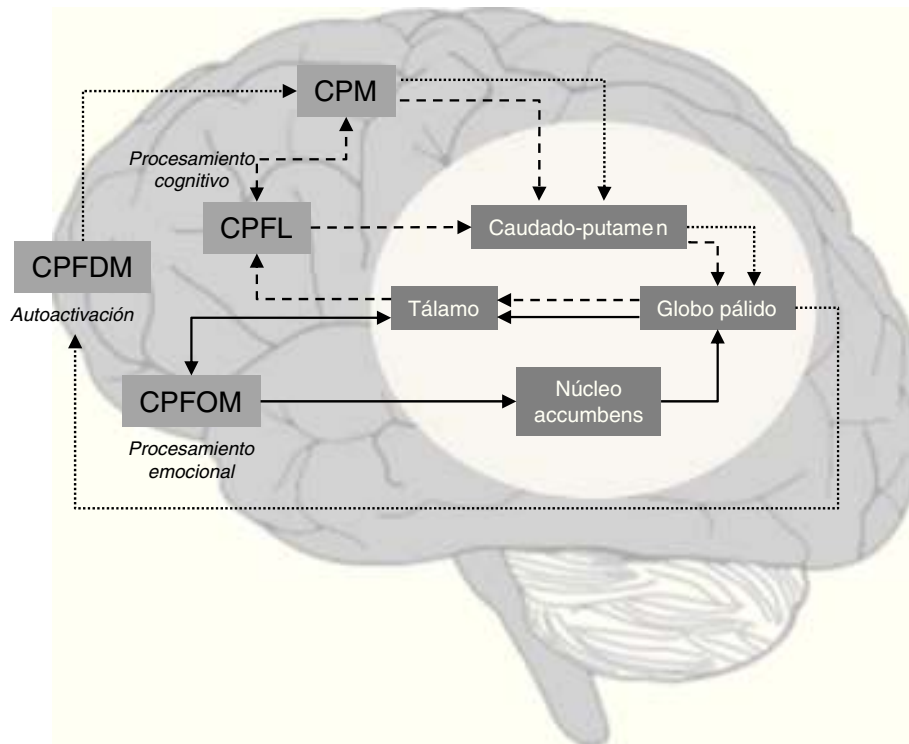 CPM
Procesamiento
cognitivo
CPFL
Caudado-putamen
CPFDM
Autoactivación
Tálamo
Globo pálido
CPFOM
Núcleo
accumbens
Procesamiento
emocional